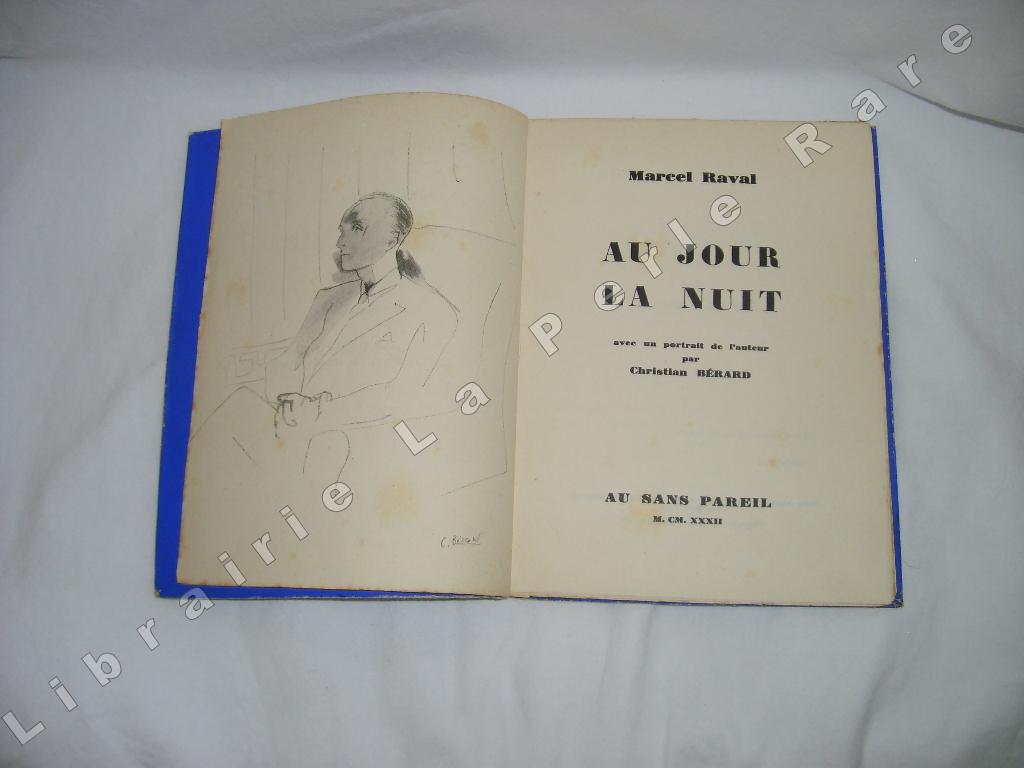 C. Bérard
Marcel Raval
AU JOUR
LA NUIT
avec un portrait de l'auteur
par
Christian BÉRARD
AU SANS PAREIL
M. CM. XXXII
Librairie La Perle Rare